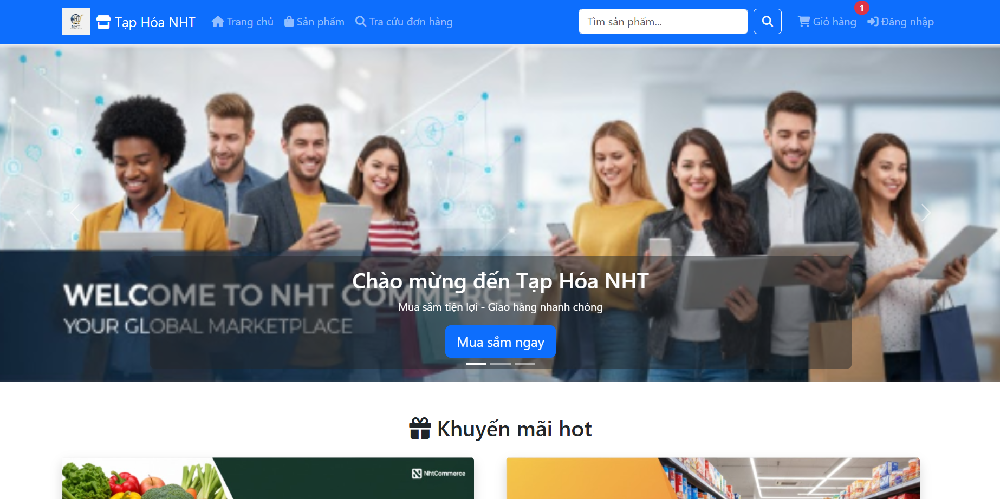 NHT
NHT
Tạp Hóa NHT
Trang chủ
Sản phẩm
Tra cứu đơn hàng
Tìm sản phẩm...
Giỏ hàng
1
Đăng nhập
WELCOME TO NHT COMMERCE
YOUR GLOBAL MARKETPLACE
Chào mừng đến Tạp Hóa NHT
Mua sắm tiện lợi - Giao hàng nhanh chóng
Mua sắm ngay
Khuyến mãi hot
NhtCommerce